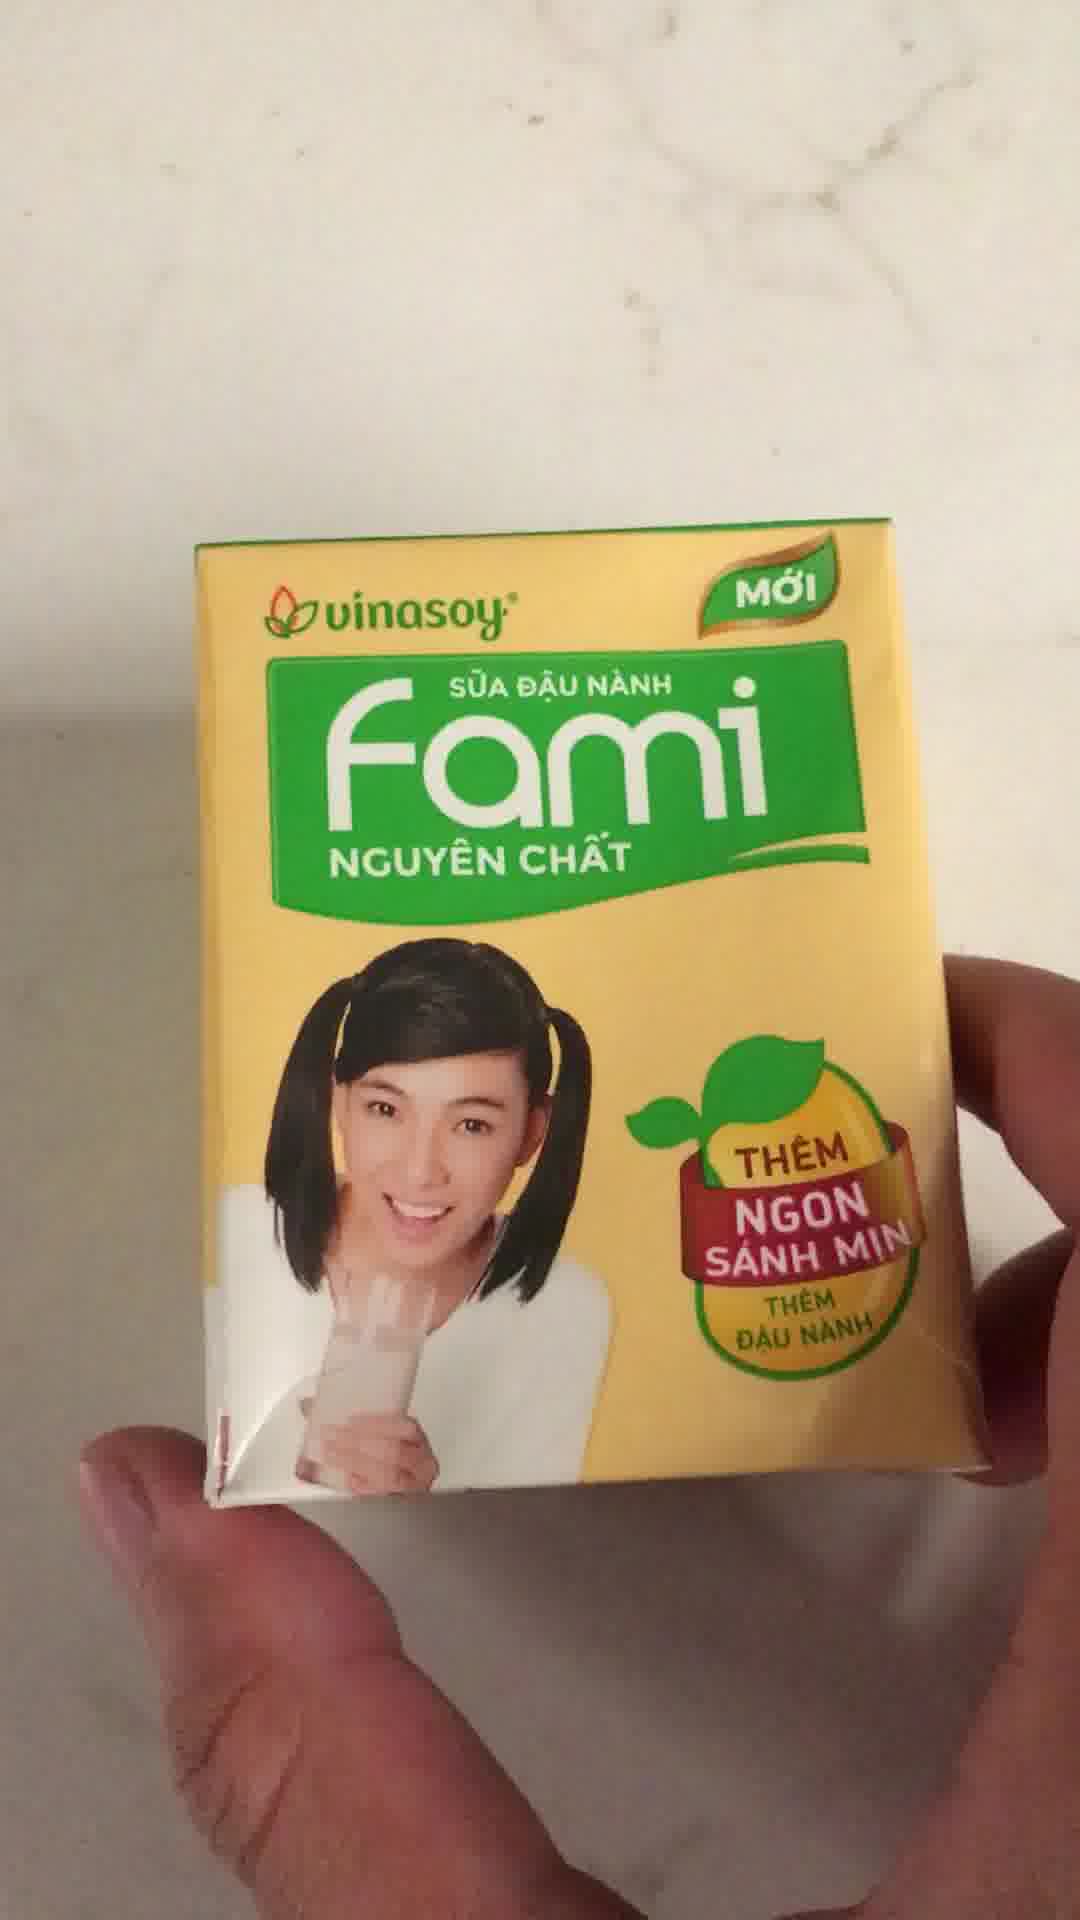 vinasoy®
MỚI
SỮA ĐẬU NÀNH
Fami
NGUYÊN CHẤT
THÊM
NGON
SÁNH MỊN
THÊM
ĐẬU NÀNH